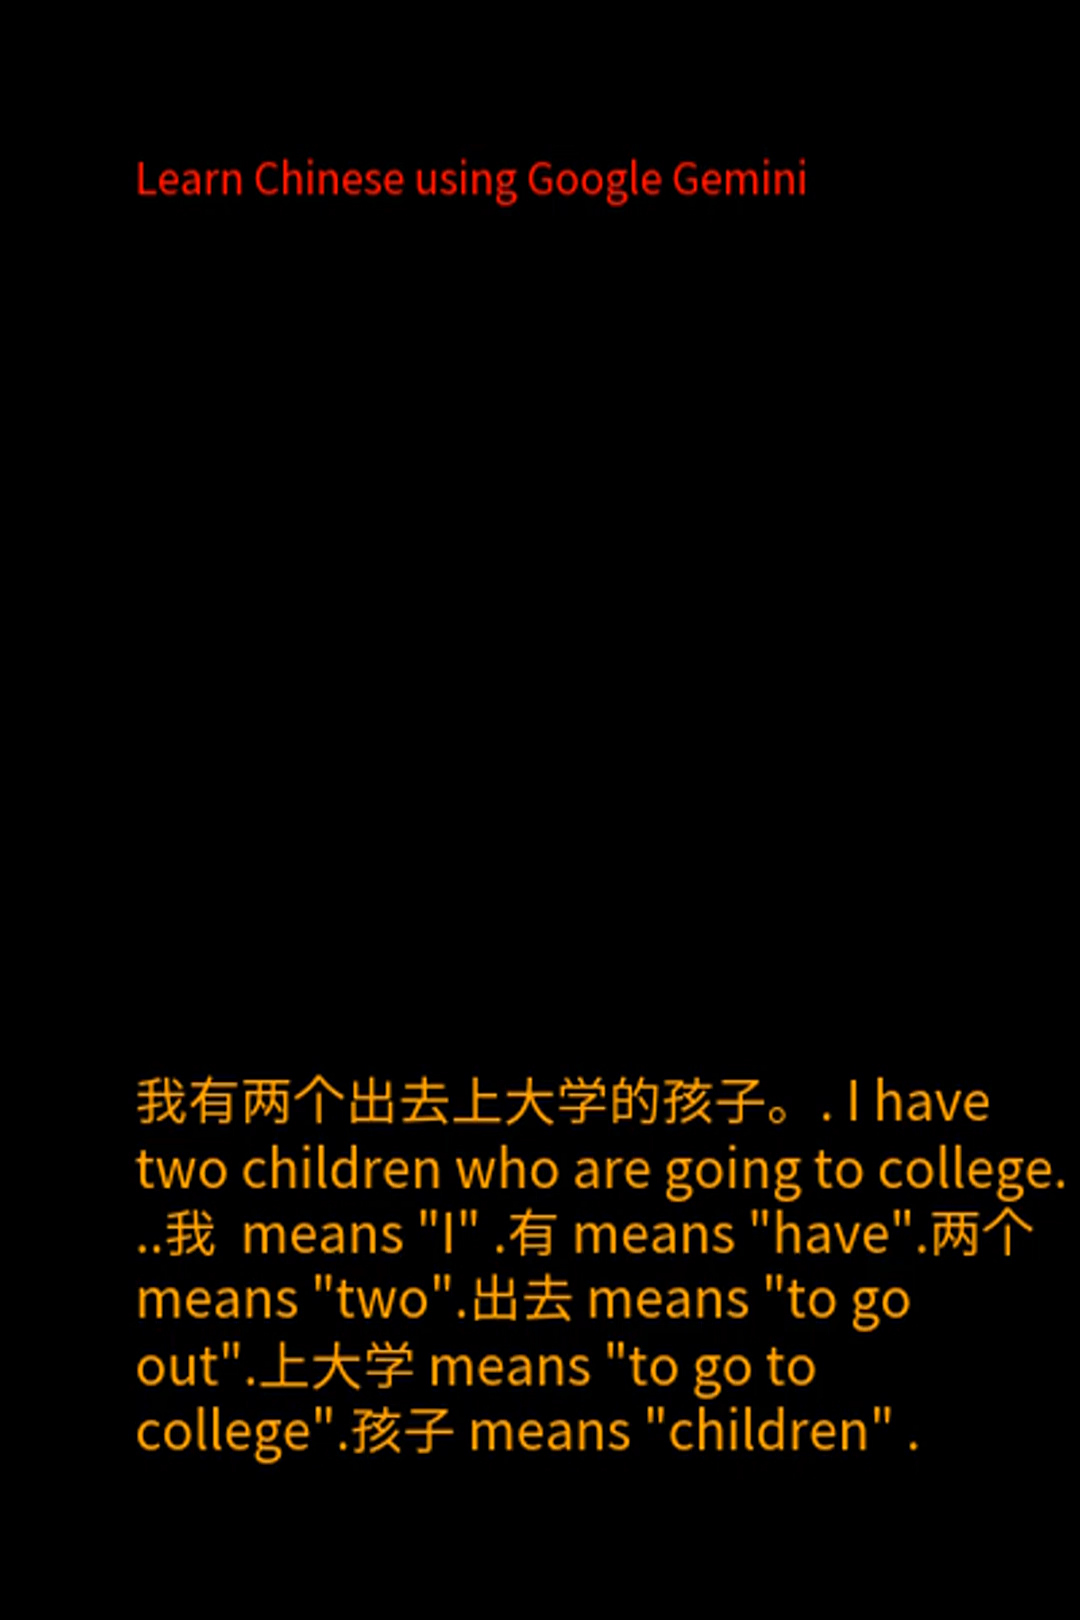 Learn Chinese using Google Gemini
我有两个出去上大学的孩子。. I have
two children who are going to college.
..我  means "I" .有 means "have".两个
means "two".出去 means "to go
out".上大学 means "to go to
college".孩子 means "children" .